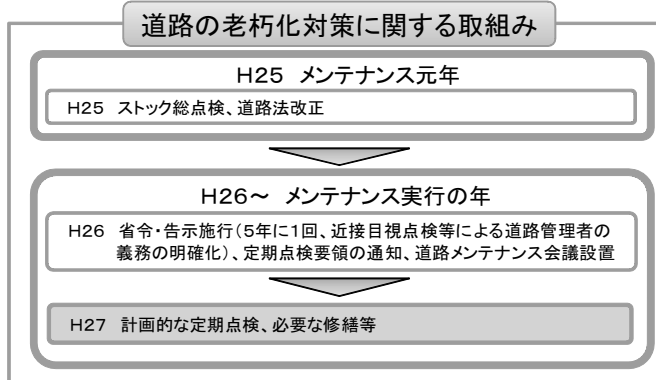 道路の老朽化対策に関する取組み
H25 メンテナンス元年
H25 ストック総点検、道路法改正
H26～ メンテナンス実行の年
H26 省令・告示施行(5年に1回、近接目視点検等による道路管理者の
義務の明確化)、定期点検要領の通知、道路メンテナンス会議設置
H27 計画的な定期点検、必要な修繕等